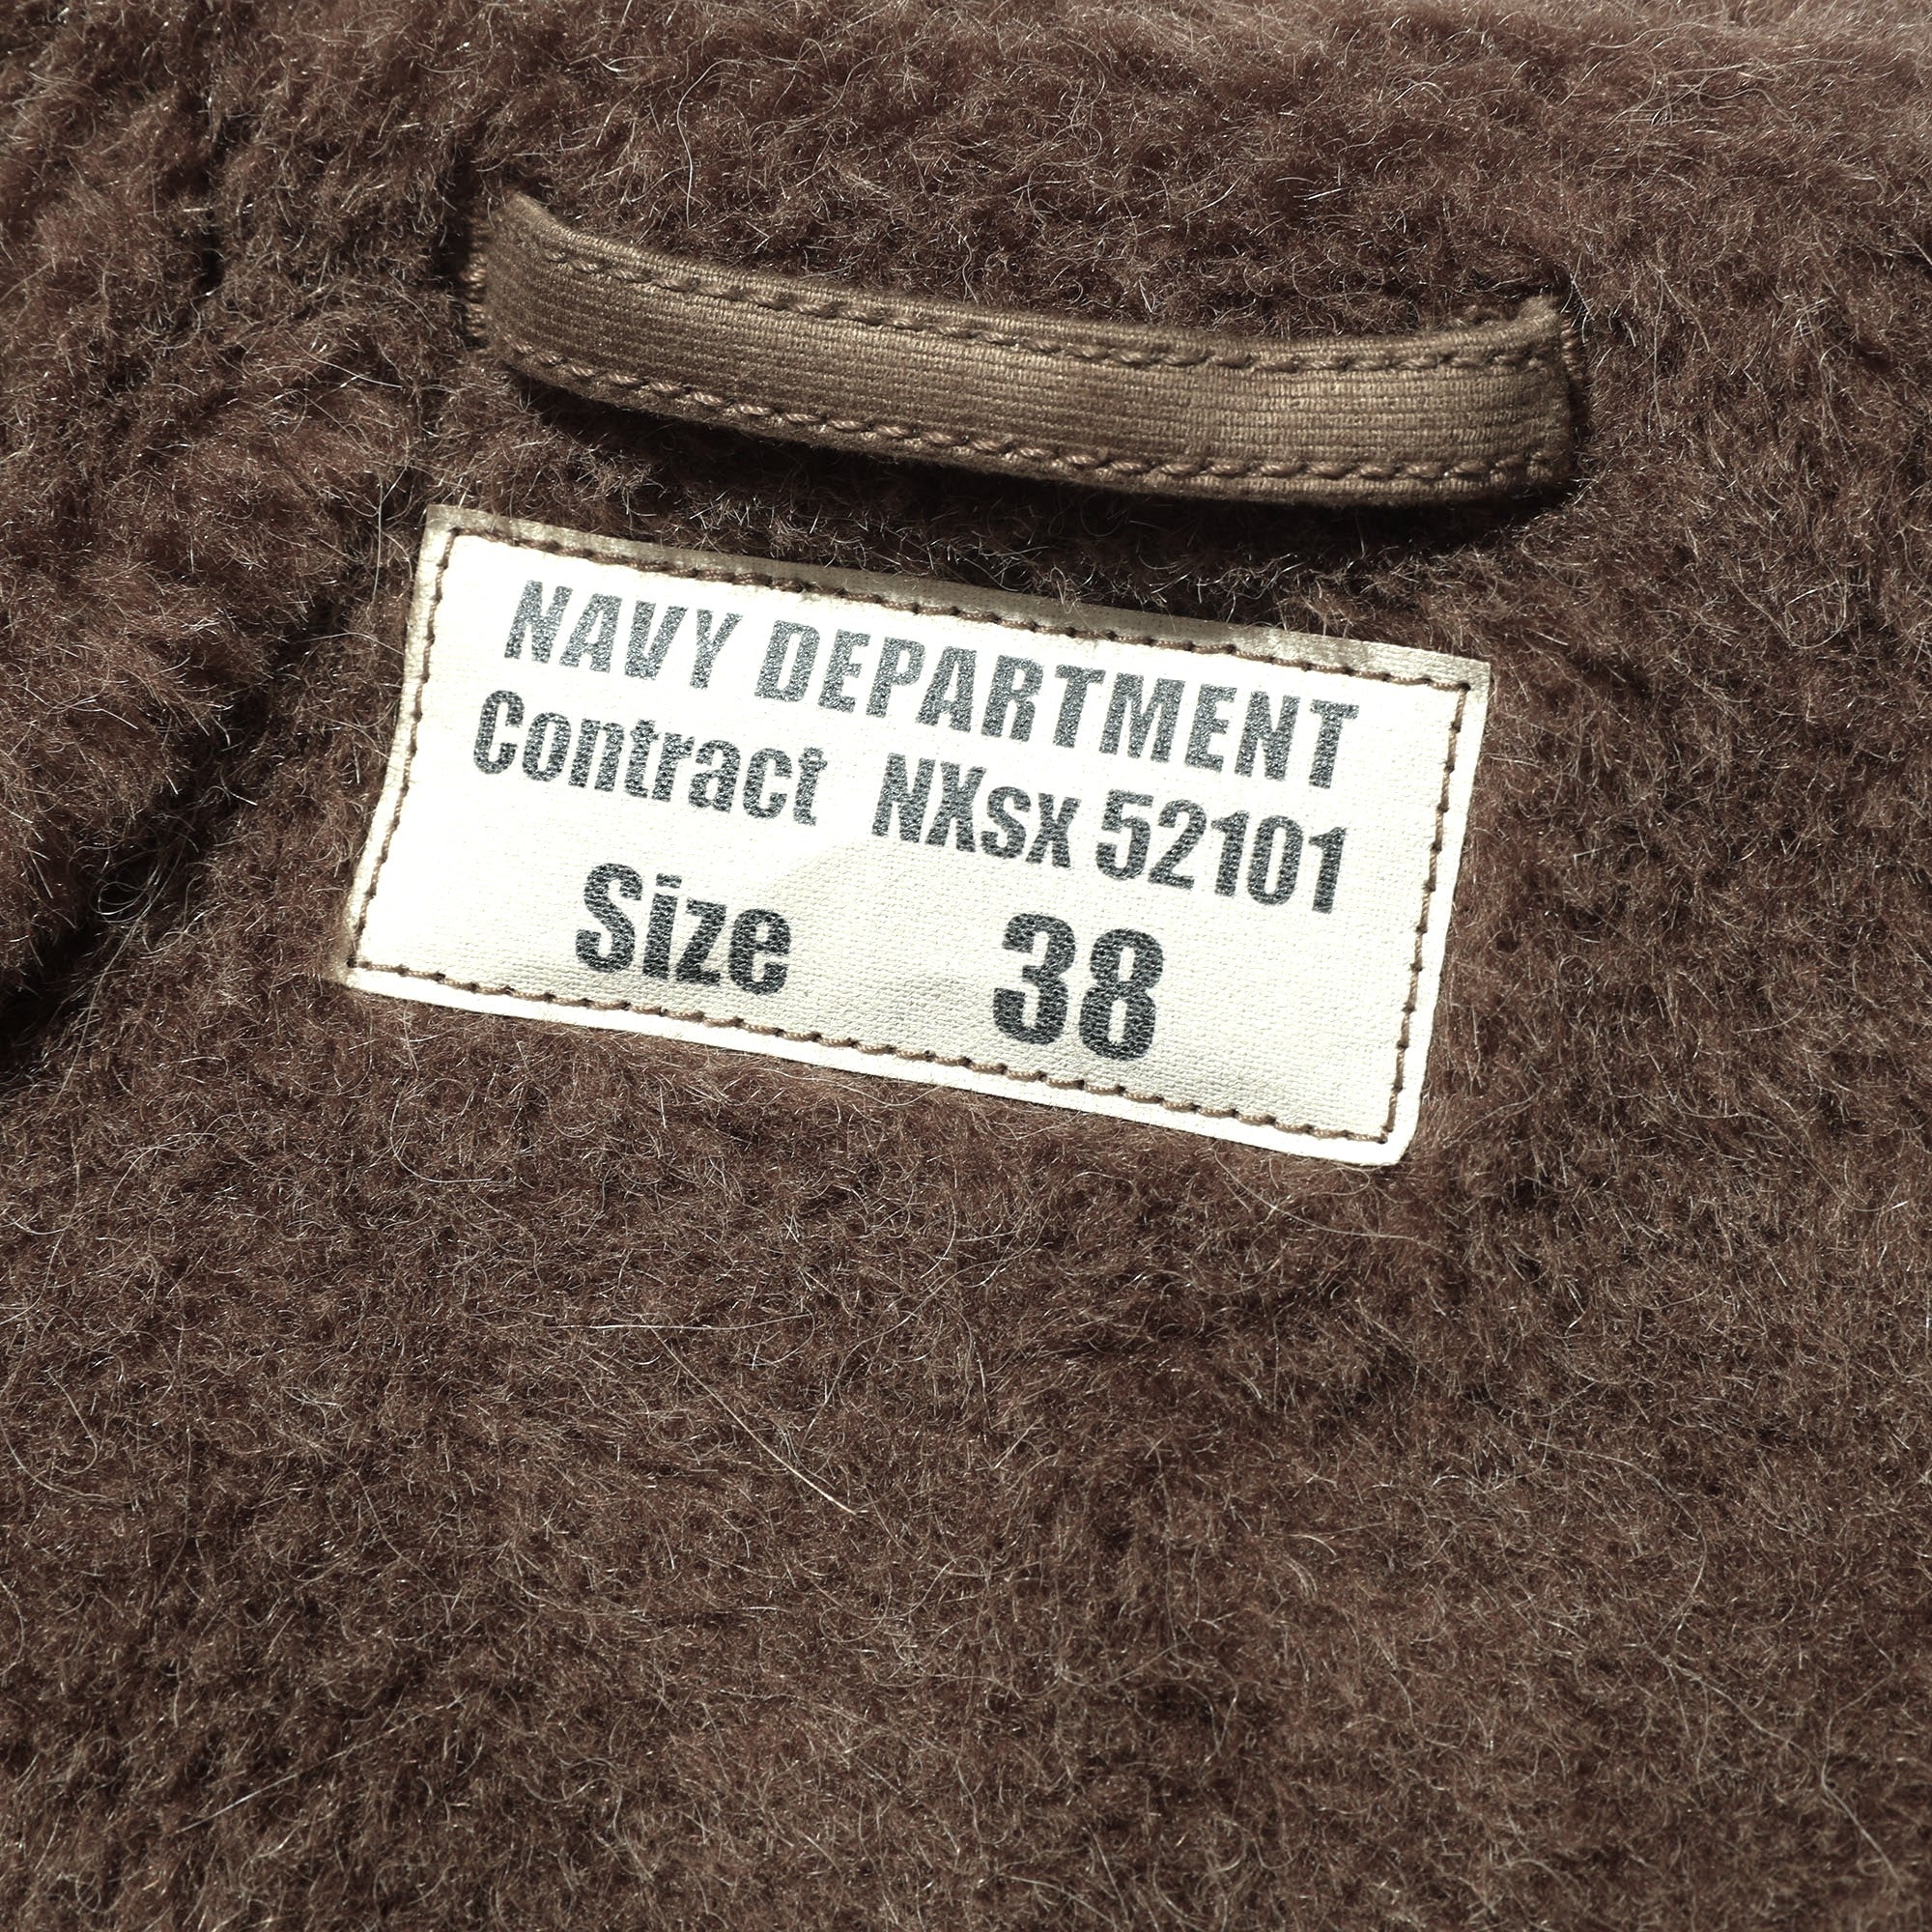 NAVY DEPARTMENT
Contract NXsx 52101
Size 38